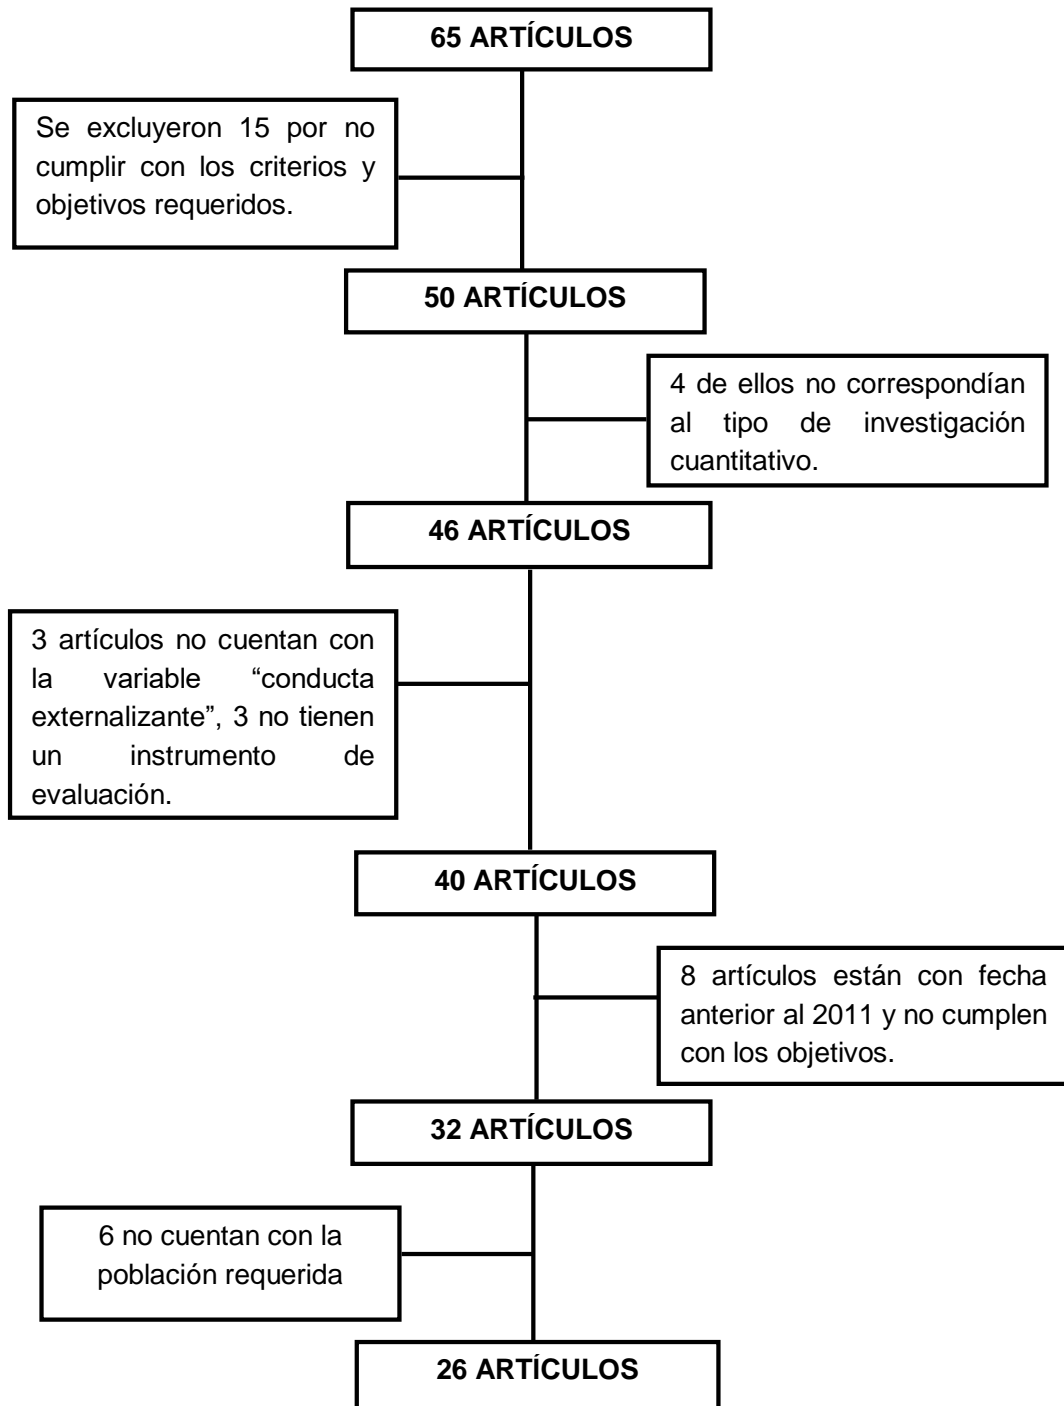 65 ARTÍCULOS
Se excluyeron 15 por no
cumplir con los criterios y
objetivos requeridos.
50 ARTÍCULOS
4 de ellos no correspondían
al tipo de investigación
cuantitativo.
46 ARTÍCULOS
3 artículos no cuentan con
la variable “conducta
externalizante”, 3 no tienen
un instrumento de
evaluación.
40 ARTÍCULOS
8 artículos están con fecha
anterior al 2011 y no cumplen
con los objetivos.
32 ARTÍCULOS
6 no cuentan con la
población requerida
26 ARTÍCULOS